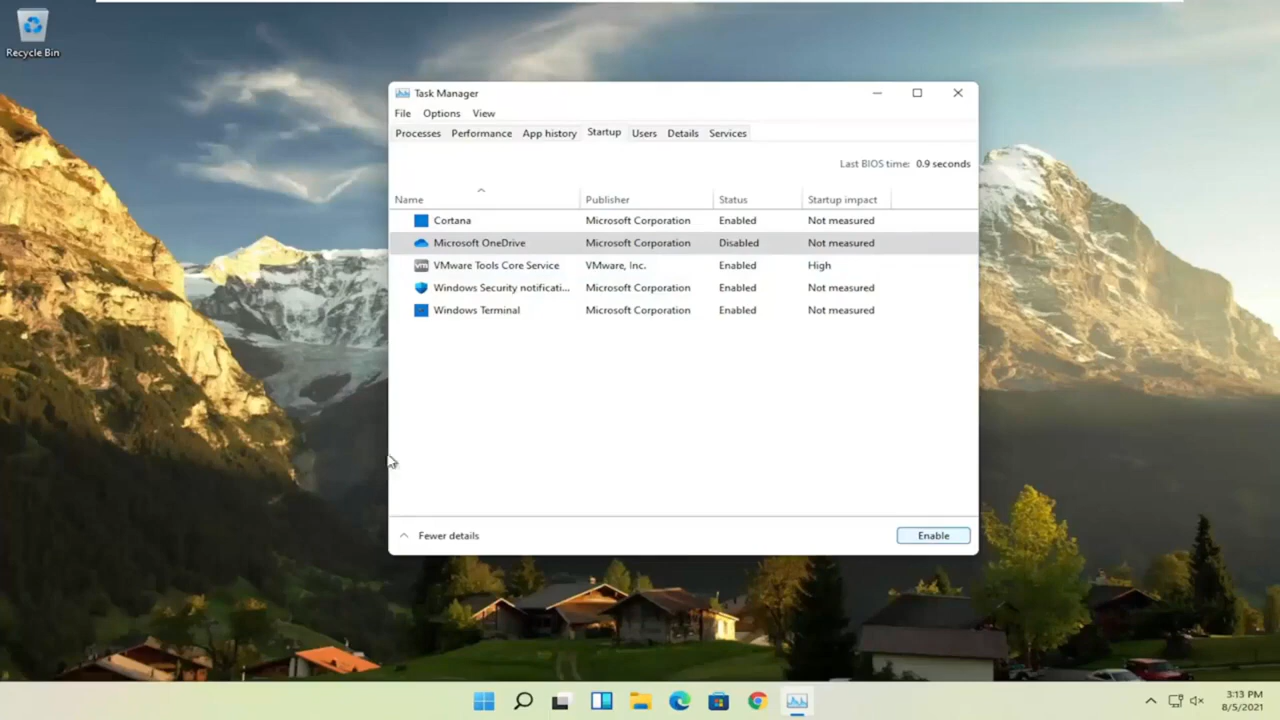 Recycle Bin
Task Manager
File Options View
Processes Performance App history Startup Users Details Services
Last BIOS time: 0.9 seconds
Name Publisher Status Startup impact
Cortana Microsoft Corporation Enabled Not measured
Microsoft OneDrive Microsoft Corporation Disabled Not measured
vm VMware Tools Core Service VMware, Inc. Enabled High
Windows Security notificati... Microsoft Corporation Enabled Not measured
Windows Terminal Microsoft Corporation Enabled Not measured
Fewer details Enable
3:13 PM
8/5/2021